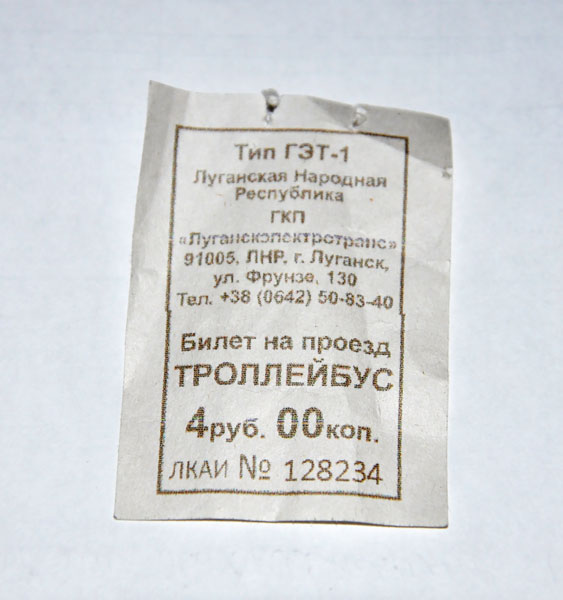 Тип ГЭТ-1
Луганская Народная
Республика
ГКП
«Луганскэлектротранс»
91005, ЛНР, г. Луганск,
ул. Фрунзе, 130
Тел. +38 (0642) 50-83-40
Билет на проезд
ТРОЛЛЕЙБУС
4руб. 00коп.
ЛКАИ № 128234